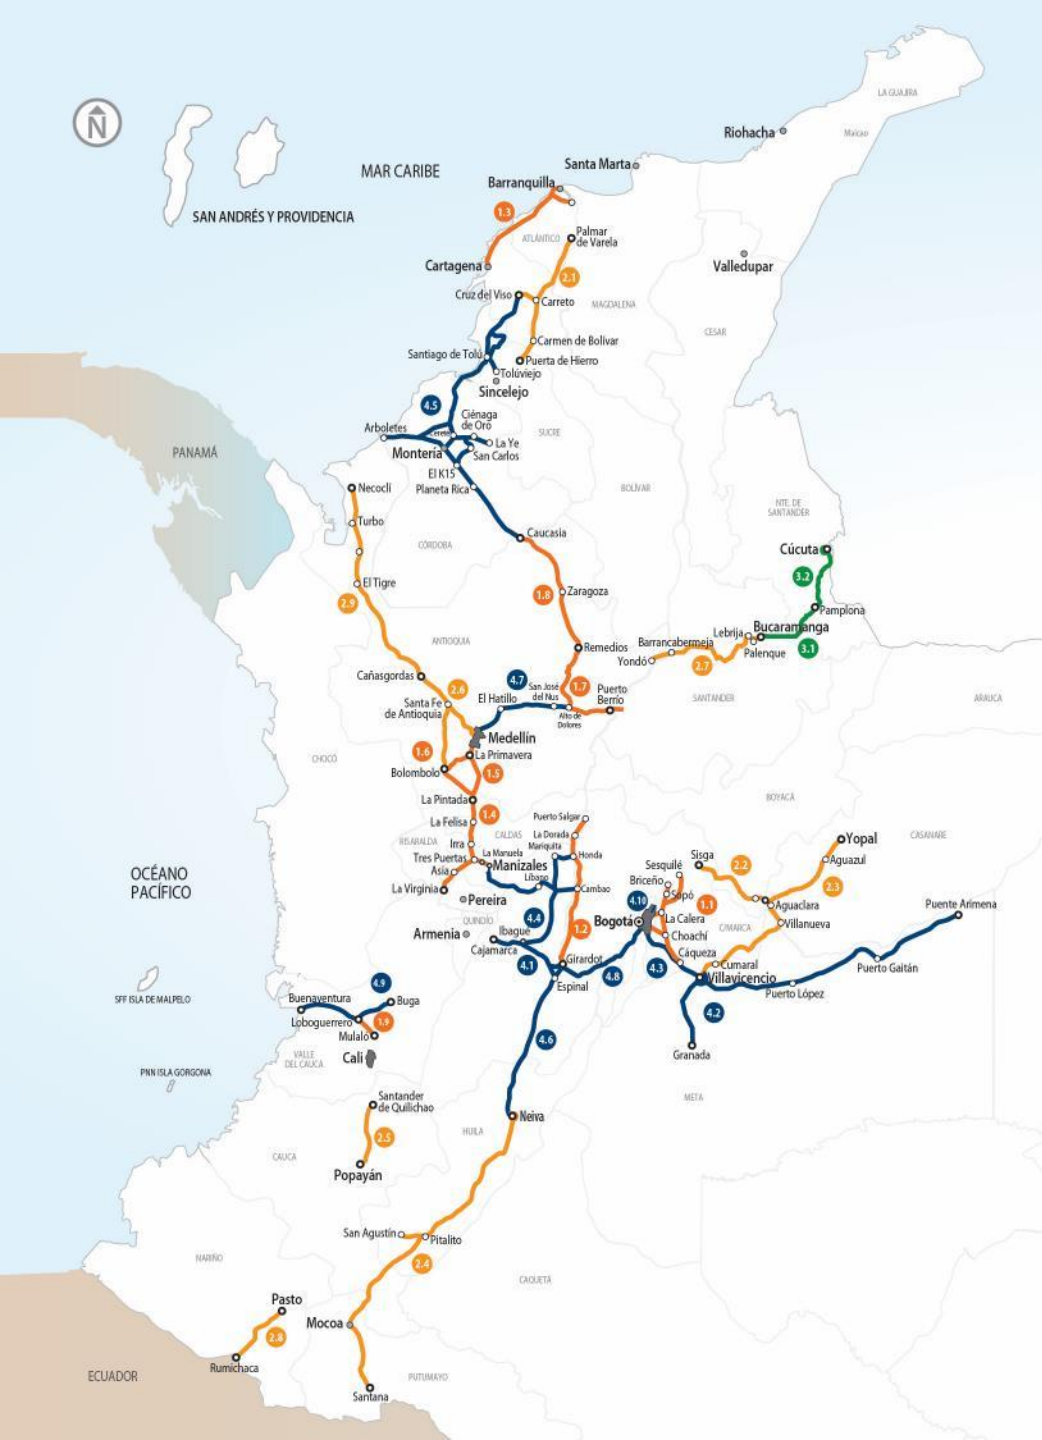 LA GUAJIRA
N
Riohacha
Maicao
MAR CARIBE
Santa Marta
Barranquilla
SAN ANDRÉS Y PROVIDENCIA
1.3
Palmar
de Varela
ATLÁNTICO
Cartagena
Valledupar
2.1
Cruz del Viso
Carreto
MAGDALENA
CESAR
Carmen de Bolívar
Santiago de Tolú
Puerta de Hierro
Tolúviejo
Sincelejo
4.5
Ciénaga
de Oro
Arboletes
SUCRE
La Ye
PANAMÁ
Montería
San Carlos
El K15
Necoclí
Planeta Rica
BOLÍVAR
NTE. DE
SANTANDER
Turbo
Caucasia
CÓRDOBA
Cúcuta
El Tigre
3.2
Zaragoza
1.8
2.9
Pamplona
Bucaramanga
Lebrija
ANTIOQUIA
Barrancabermeja
Remedios
3.1
Palenque
Yondó
2.7
Cañasgordas
4.7
San José
del Nus
1.7
Puerto
Berrío
2.6
El Hatillo
SANTANDER
ARAUCA
Santa Fe
de Antioquia
Alto de
Dolores
Medellín
1.6
La Primavera
CHOCÓ
Bolombolo
1.5
La Pintada
BOYACÁ
1.4
Puerto Salgar
La Felisa
La Dorada
RISARALDA
CALDAS
Mariquita
Yopal
CASANARE
Irra
La Manuela
Honda
Sisga
Tres Puertas
Manizales
Sesquilé
2.2
Aguazul
OCÉANO
PACÍFICO
Asia
Líbano
Briceño
2.3
La Virginia
Cambao
Sopó
Pereira
4.10
1.1
Aguaclara
Puente Arimena
QUINDÍO
4.4
Bogotá
La Calera
Armenia
Ibagué
1.2
C/MARCA
Villanueva
Choachí
Cajamarca
Cáqueza
4.1
Girardot
4.3
Cumaral
Puerto Gaitán
4.8
Villavicencio
4.9
Espinal
Puerto López
SFF ISLA DE MALPELO
Buenaventura
Buga
4.2
Loboguerrero
1.9
Mulaló
4.6
VALLE
DEL CAUCA
Cali
Granada
PNN ISLA GORGONA
META
Santander
de Quilichao
Neiva
2.5
HUILA
CAUCA
Popayán
San Agustín
Pitalito
NARIÑO
2.4
CAQUETÁ
Pasto
Mocoa
2.8
Rumichaca
ECUADOR
PUTUMAYO
Santana